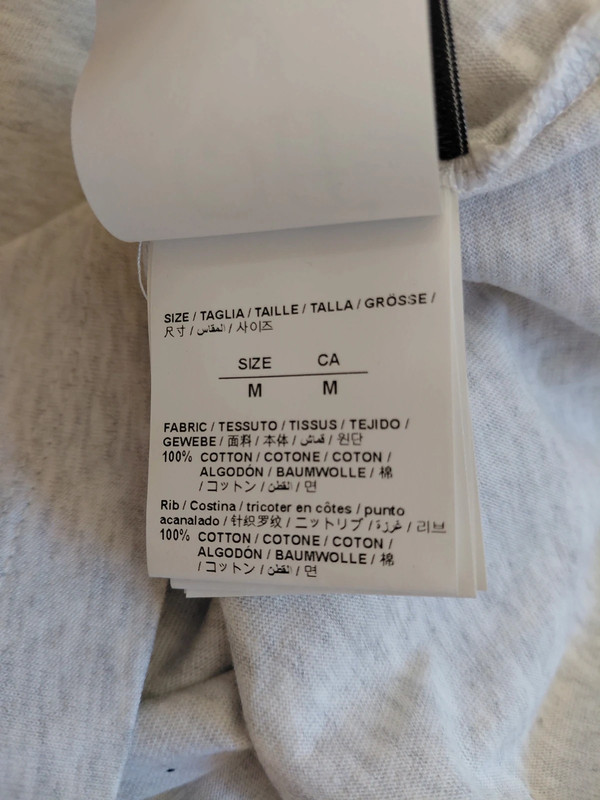 SIZE / TAGLIA / TAILLE / TALLA / GRÖSSE /
尺寸 / المقاس / 사이즈
SIZE CA
M M
FABRIC / TESSUTO / TISSUS / TEJIDO /
GEWEBE / 面料 / 本体 / قماش / 원단
100% COTTON / COTONE / COTON /
ALGODÓN / BAUMWOLLE / 棉
/ コットン / القطن / 면
Rib / Costina / tricoter en côtes / punto
acanalado / 针织罗纹 / ニットリブ / غرزة / 리브
100% COTTON / COTONE / COTON /
ALGODÓN / BAUMWOLLE / 棉
/ コットン / القطن / 면